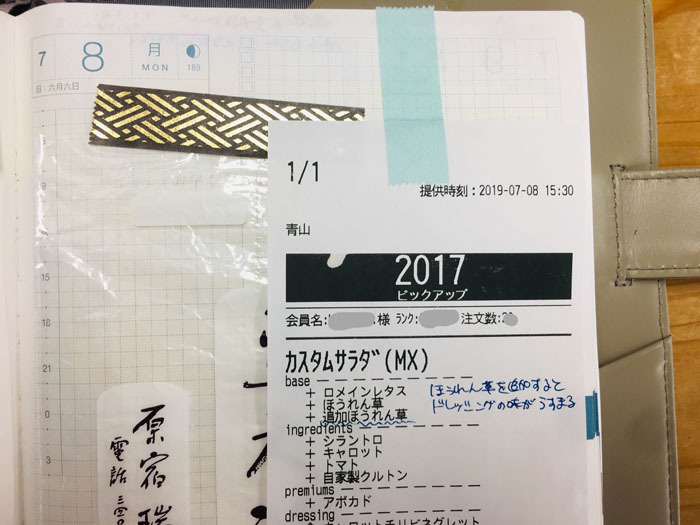 7 8 月
MON 189
旧:六月六日
1/1
提供時刻:2019-07-08 15:30
青山
2017
ピックアップ
会員名: 様 ランク: 注文数:
カスタムサラダ(MX)
base
+ ロメインレタス
+ ほうれん草
+ 追加ほうれん草
ほうれん草を追加すると
ドレッシングの味がうすまる
ingredients
+ シラントロ
+ キャロット
+ トマト
+ 自家製クルトン
premiums
+ アボカド
dressing
9
15
18
21
0
3
原宿
電話